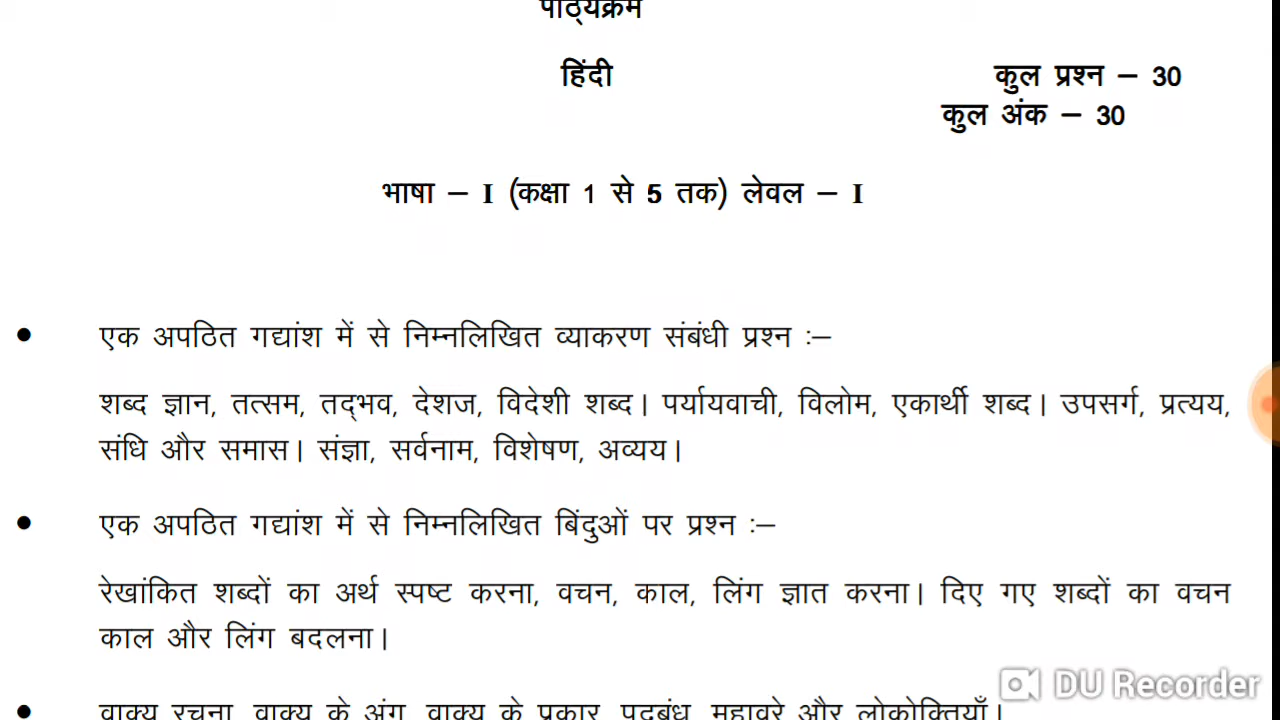 पाठ्यक्रम
हिंदी
कुल प्रश्न – 30
कुल अंक – 30
भाषा – I (कक्षा 1 से 5 तक) लेवल – I
• एक अपठित गद्यांश में से निम्नलिखित व्याकरण संबंधी प्रश्न :–
शब्द ज्ञान, तत्सम, तद्भव, देशज, विदेशी शब्द। पर्यायवाची, विलोम, एकार्थी शब्द। उपसर्ग, प्रत्यय,
संधि और समास। संज्ञा, सर्वनाम, विशेषण, अव्यय।
• एक अपठित गद्यांश में से निम्नलिखित बिंदुओं पर प्रश्न :–
रेखांकित शब्दों का अर्थ स्पष्ट करना, वचन, काल, लिंग ज्ञात करना। दिए गए शब्दों का वचन
काल और लिंग बदलना।
• वाक्य रचना, वाक्य के अंग, वाक्य के प्रकार, पदबंध, मुहावरे और लोकोक्तियाँ।
DU Recorder